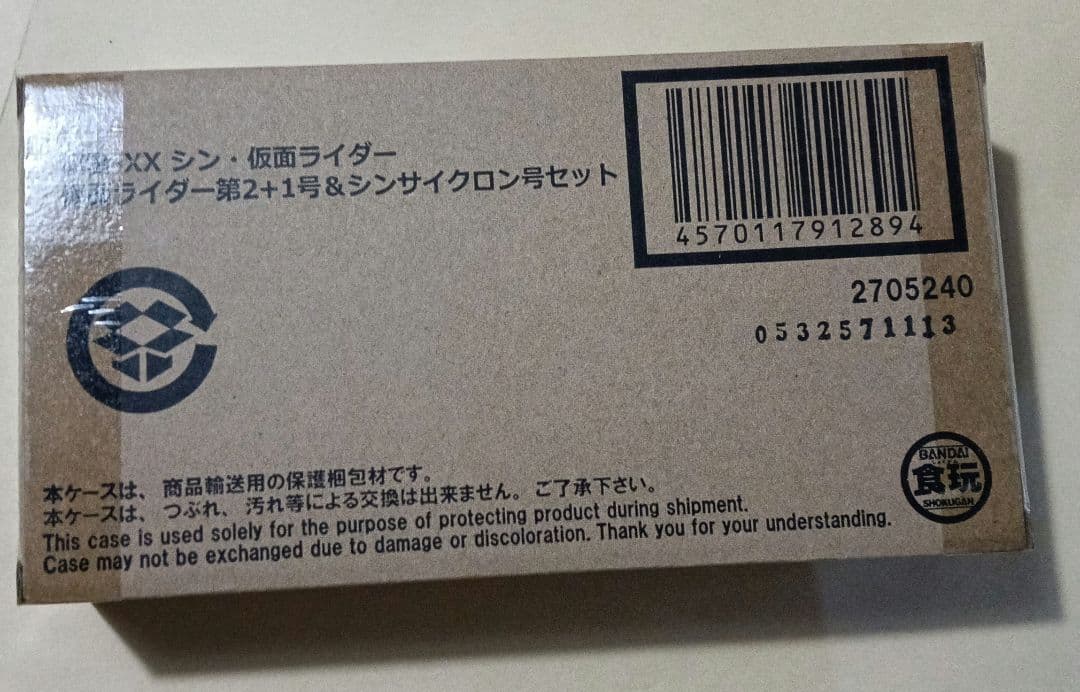 XX シン・仮面ライダー
仮面ライダー第2+1号&シンサイクロン号セット
4570117912894
2705240
0532571113
BANDAI
食玩
SHOKUGAN
本ケースは、商品輸送用の保護梱包材です。
本ケースは、つぶれ、汚れ等による交換は出来ません。ご了承下さい。
This case is used solely for the purpose of protecting product during shipment.
Case may not be exchanged due to damage or discoloration. Thank you for your understanding.